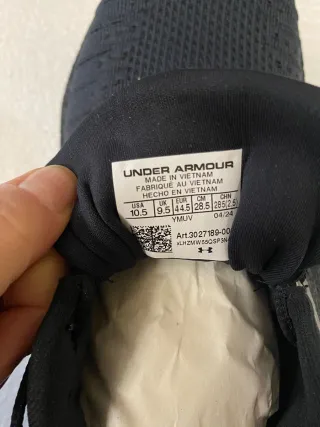 UNDER ARMOUR
MADE IN VIETNAM
FABRIQUÉ AU VIETNAM
HECHO EN VIETNAM
USA UK EUR CM CHN
10.5 9.5 44.5 28.5 285(2.5)
YMUV 04/24
Art.3027189-00